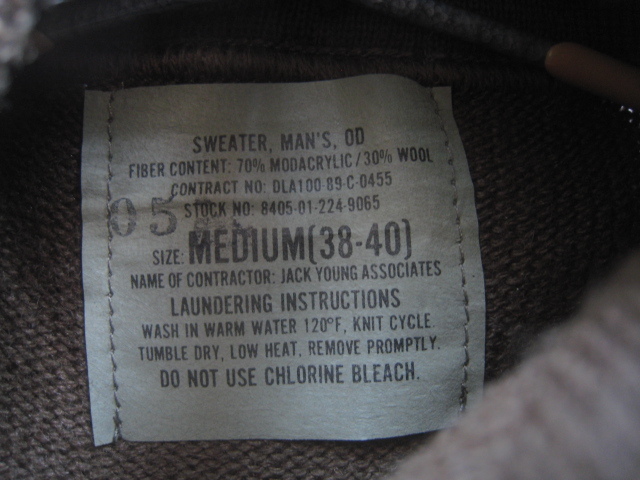 SWEATER, MAN'S, OD
FIBER CONTENT: 70% MODACRYLIC/30% WOOL
CONTRACT NO: DLA100-89-C-0455
05
STOCK NO: 8405-01-224-9065
SIZE: MEDIUM(38-40)
NAME OF CONTRACTOR: JACK YOUNG ASSOCIATES
LAUNDERING INSTRUCTIONS
WASH IN WARM WATER 120°F, KNIT CYCLE.
TUMBLE DRY, LOW HEAT, REMOVE PROMPTLY.
DO NOT USE CHLORINE BLEACH.